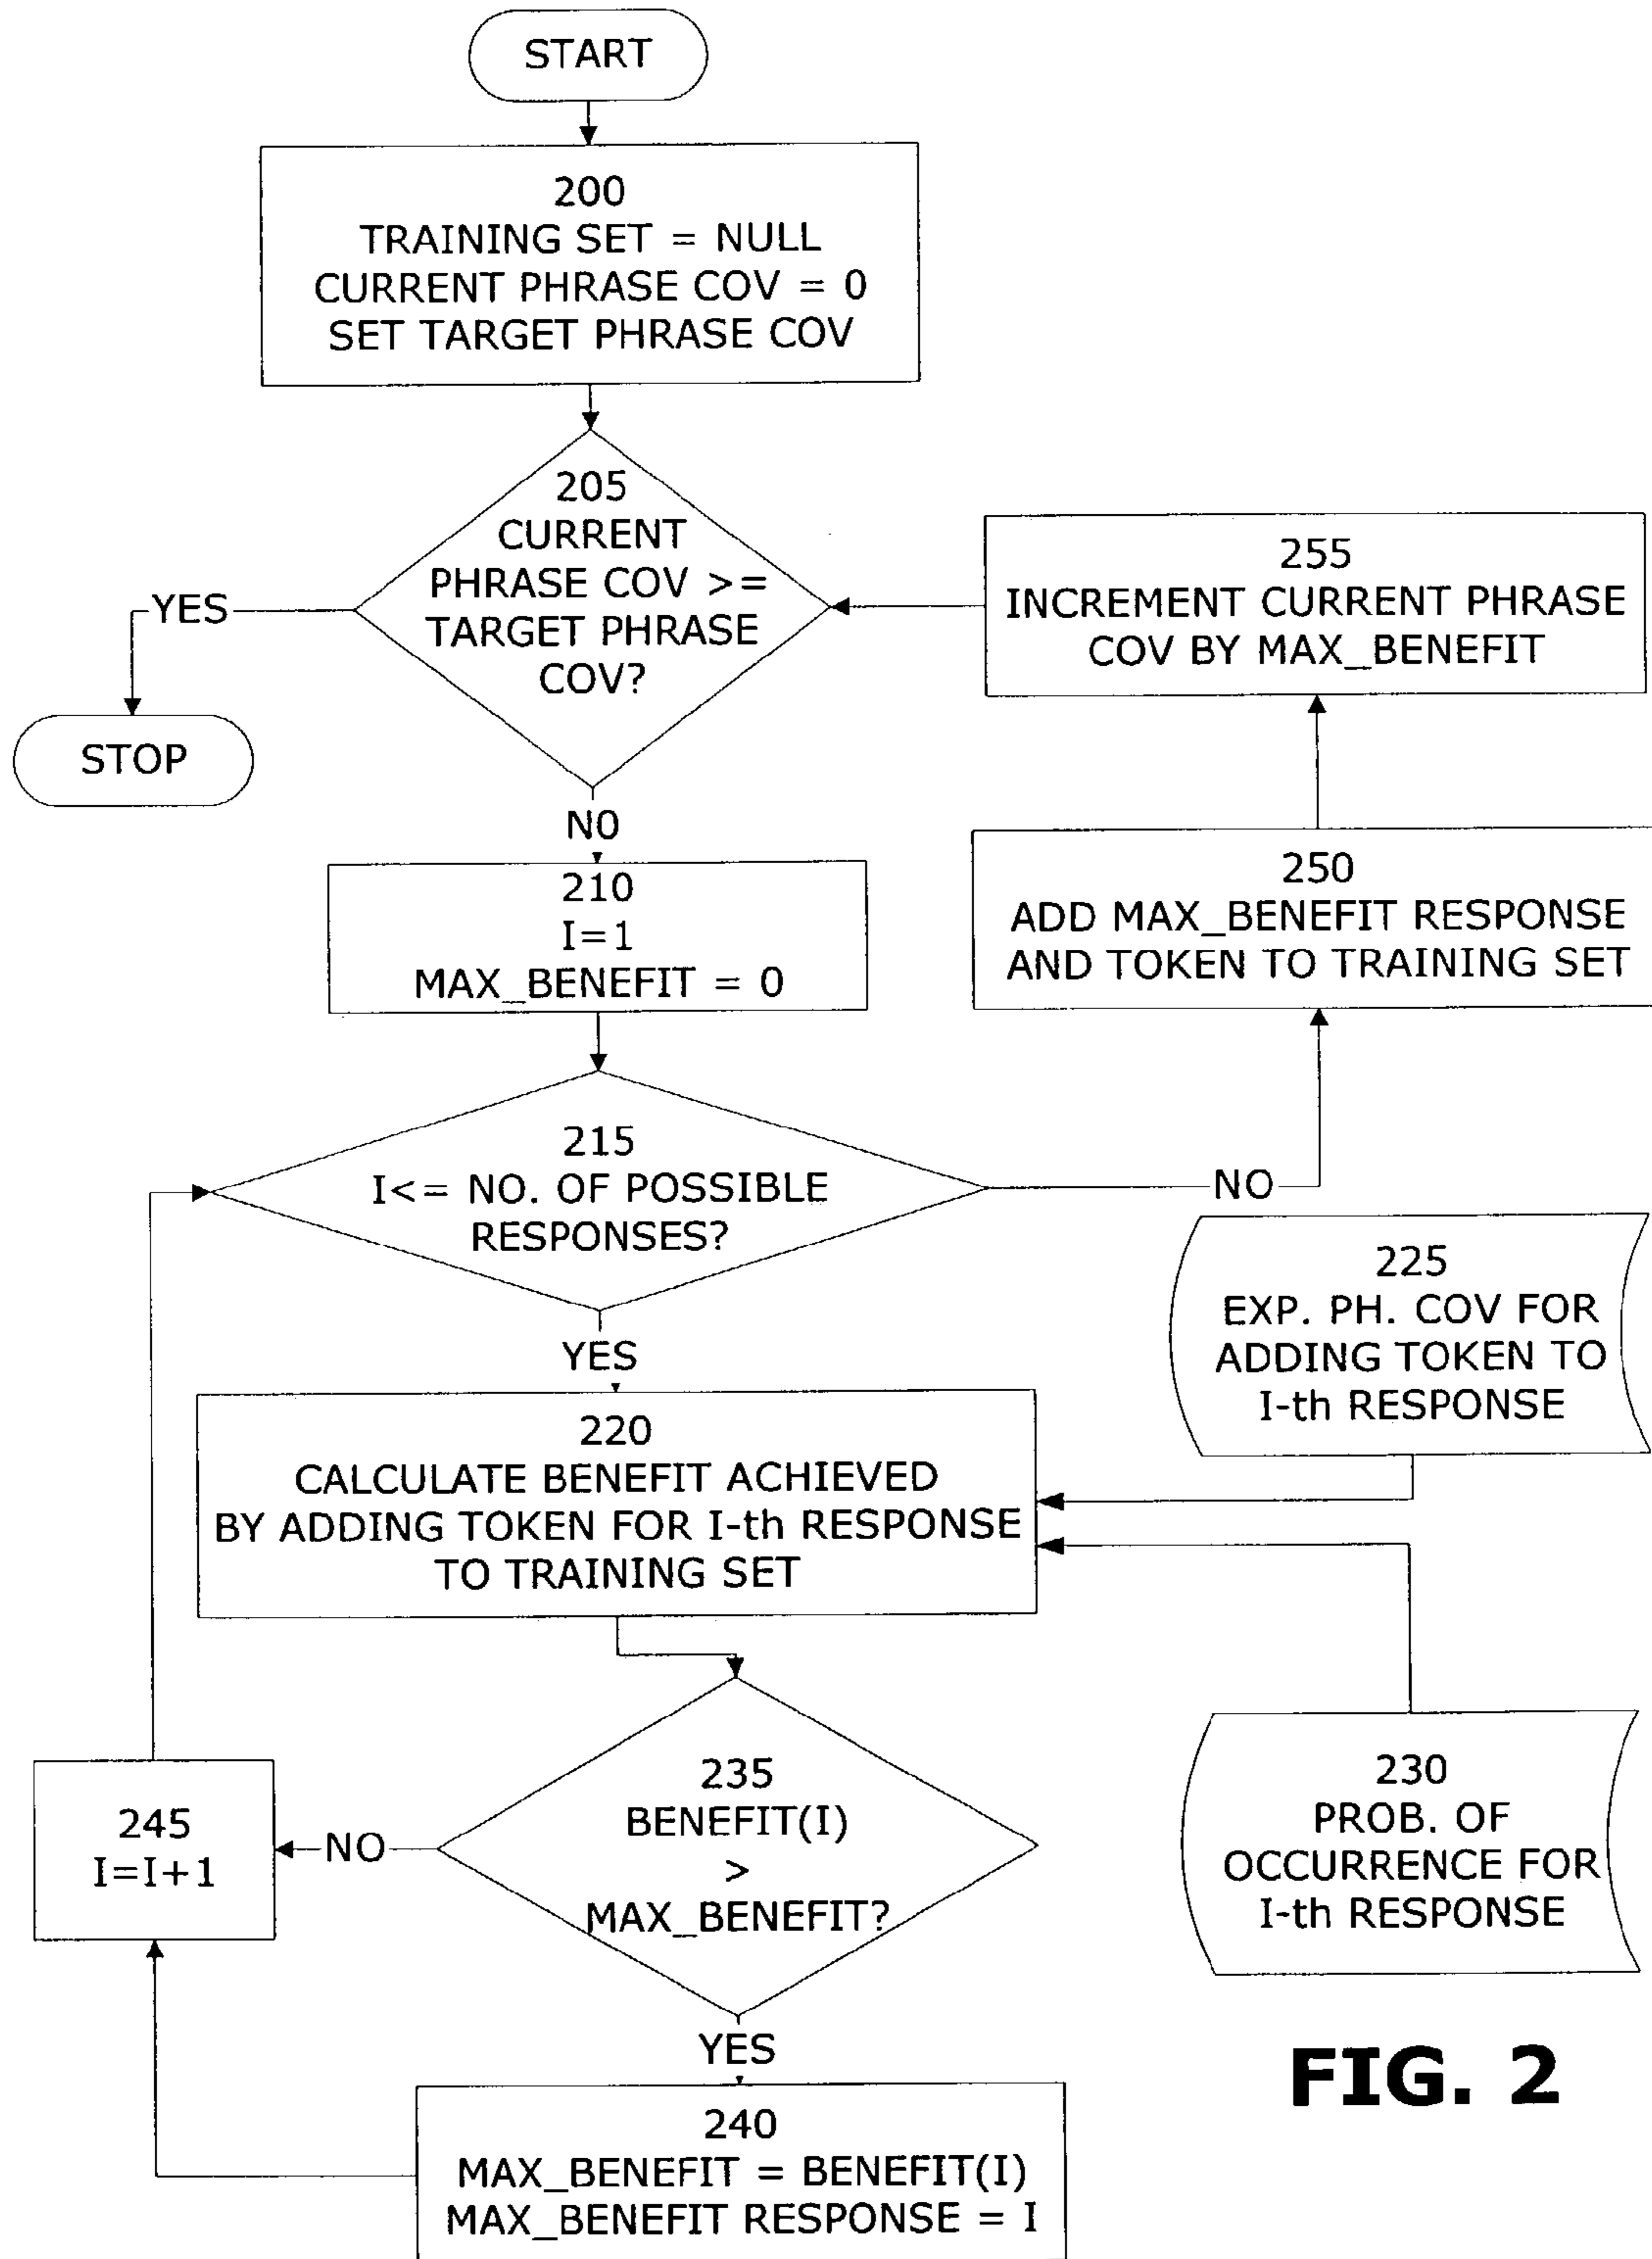 START
200
TRAINING SET = NULL
CURRENT PHRASE COV = 0
SET TARGET PHRASE COV
205
CURRENT
PHRASE COV >=
TARGET PHRASE
COV?
YES
STOP
NO
255
INCREMENT CURRENT PHRASE
COV BY MAX_BENEFIT
250
ADD MAX_BENEFIT RESPONSE
AND TOKEN TO TRAINING SET
210
I=1
MAX_BENEFIT = 0
215
I<= NO. OF POSSIBLE
RESPONSES?
NO
YES
225
EXP. PH. COV FOR
ADDING TOKEN TO
I-th RESPONSE
220
CALCULATE BENEFIT ACHIEVED
BY ADDING TOKEN FOR I-th RESPONSE
TO TRAINING SET
230
PROB. OF
OCCURRENCE FOR
I-th RESPONSE
235
BENEFIT(I)
>
MAX_BENEFIT?
NO
245
I=I+1
YES
240
MAX_BENEFIT = BENEFIT(I)
MAX_BENEFIT RESPONSE = I
FIG. 2